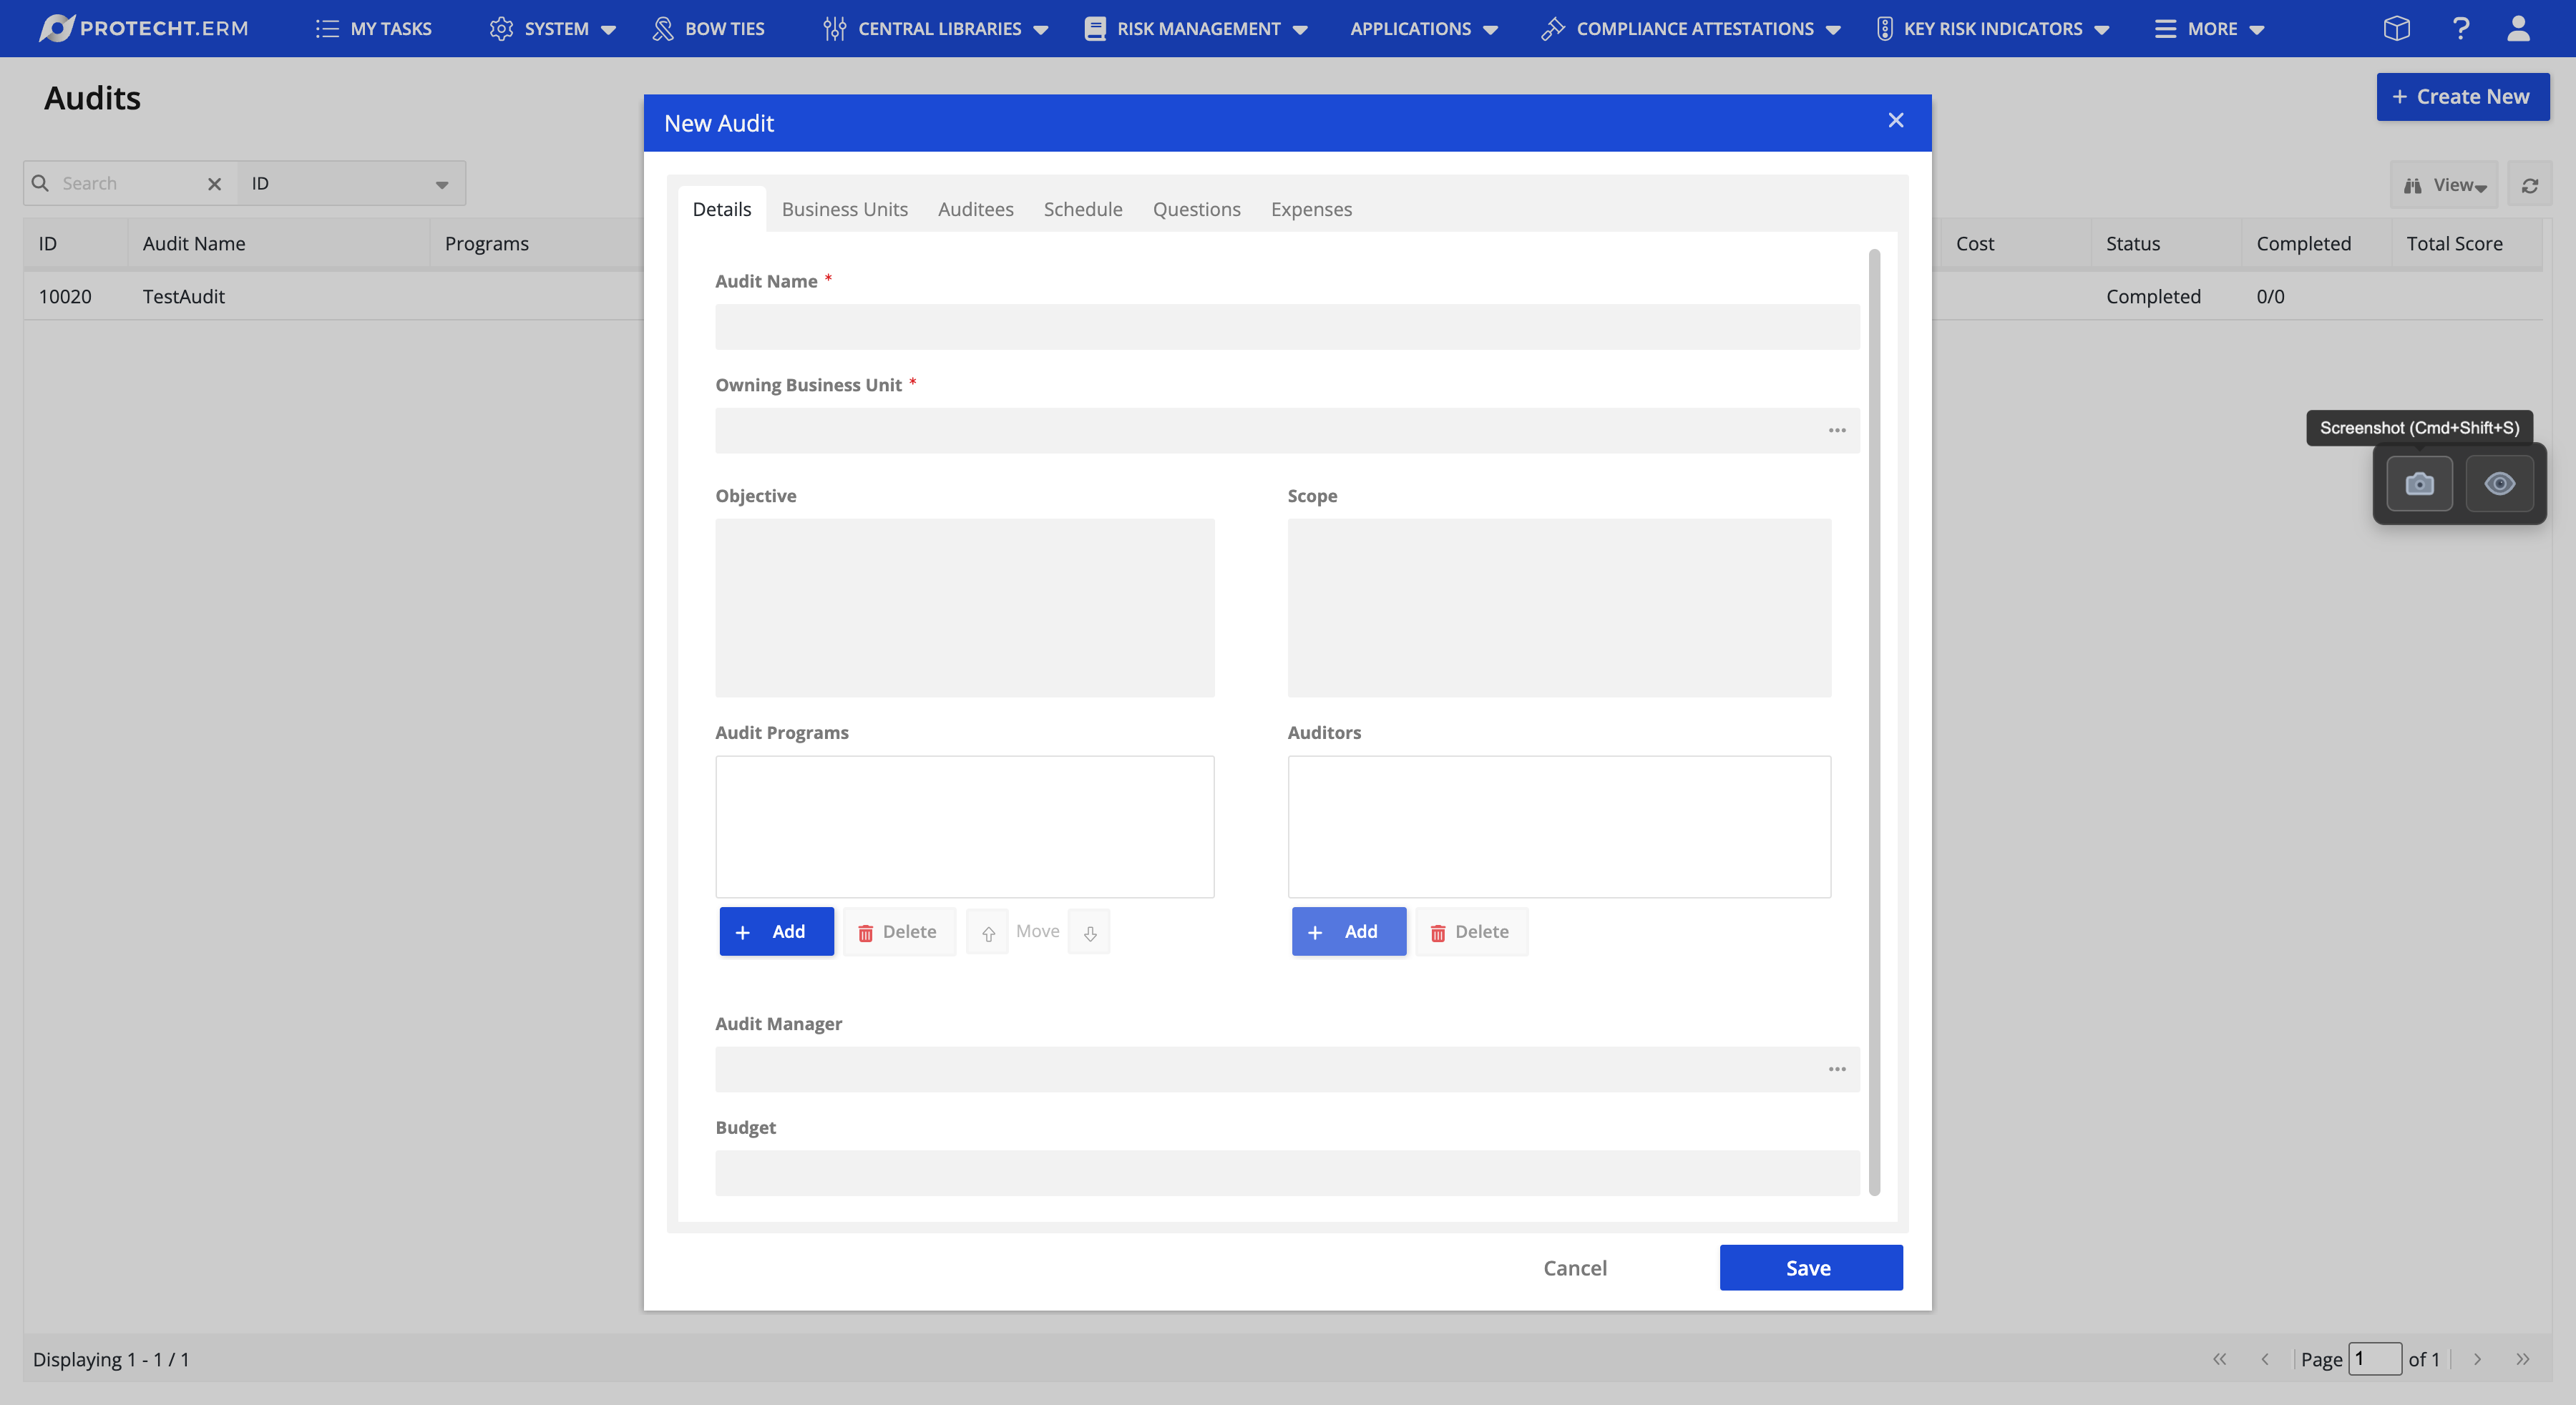 PROTECHT.ERM MY TASKS SYSTEM BOW TIES CENTRAL LIBRARIES RISK MANAGEMENT APPLICATIONS COMPLIANCE ATTESTATIONS KEY RISK INDICATORS MORE ?
Audits
+ Create New
New Audit
Search ID
View
Details Business Units Auditees Schedule Questions Expenses
ID Audit Name Programs Cost Status Completed Total Score
10020 TestAudit Completed 0/0
Audit Name *
Owning Business Unit *
...
Screenshot (Cmd+Shift+S)
Objective Scope
Audit Programs Auditors
+ Add Delete Move + Add Delete
Audit Manager
...
Budget
Cancel Save
Displaying 1 - 1 / 1 Page 1 of 1